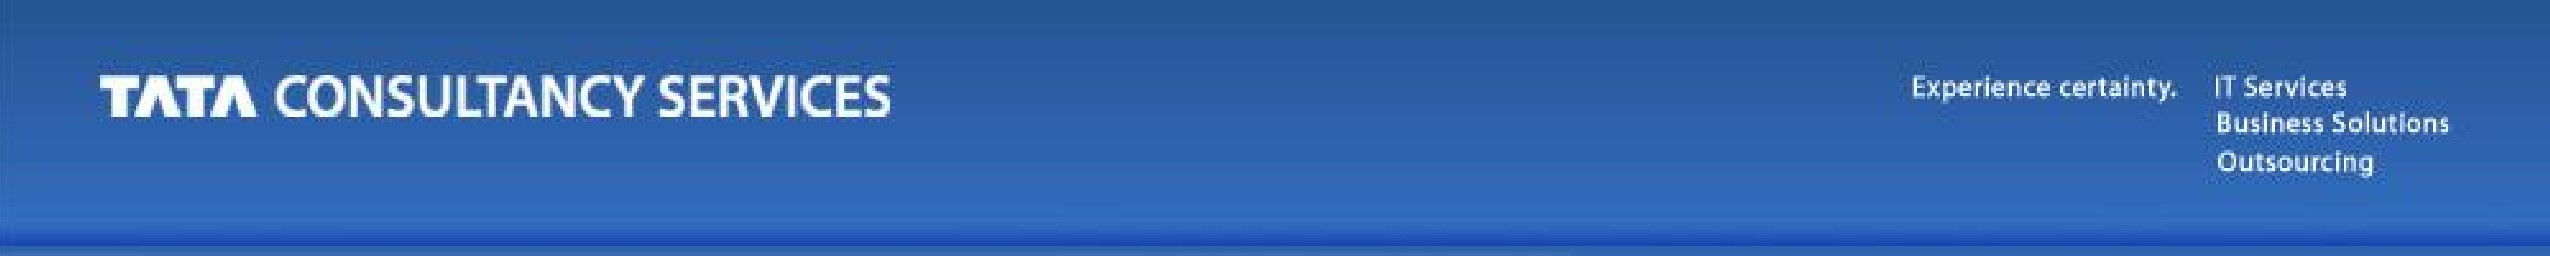 TATA CONSULTANCY SERVICES
Experience certainty. IT Services
Business Solutions
Outsourcing